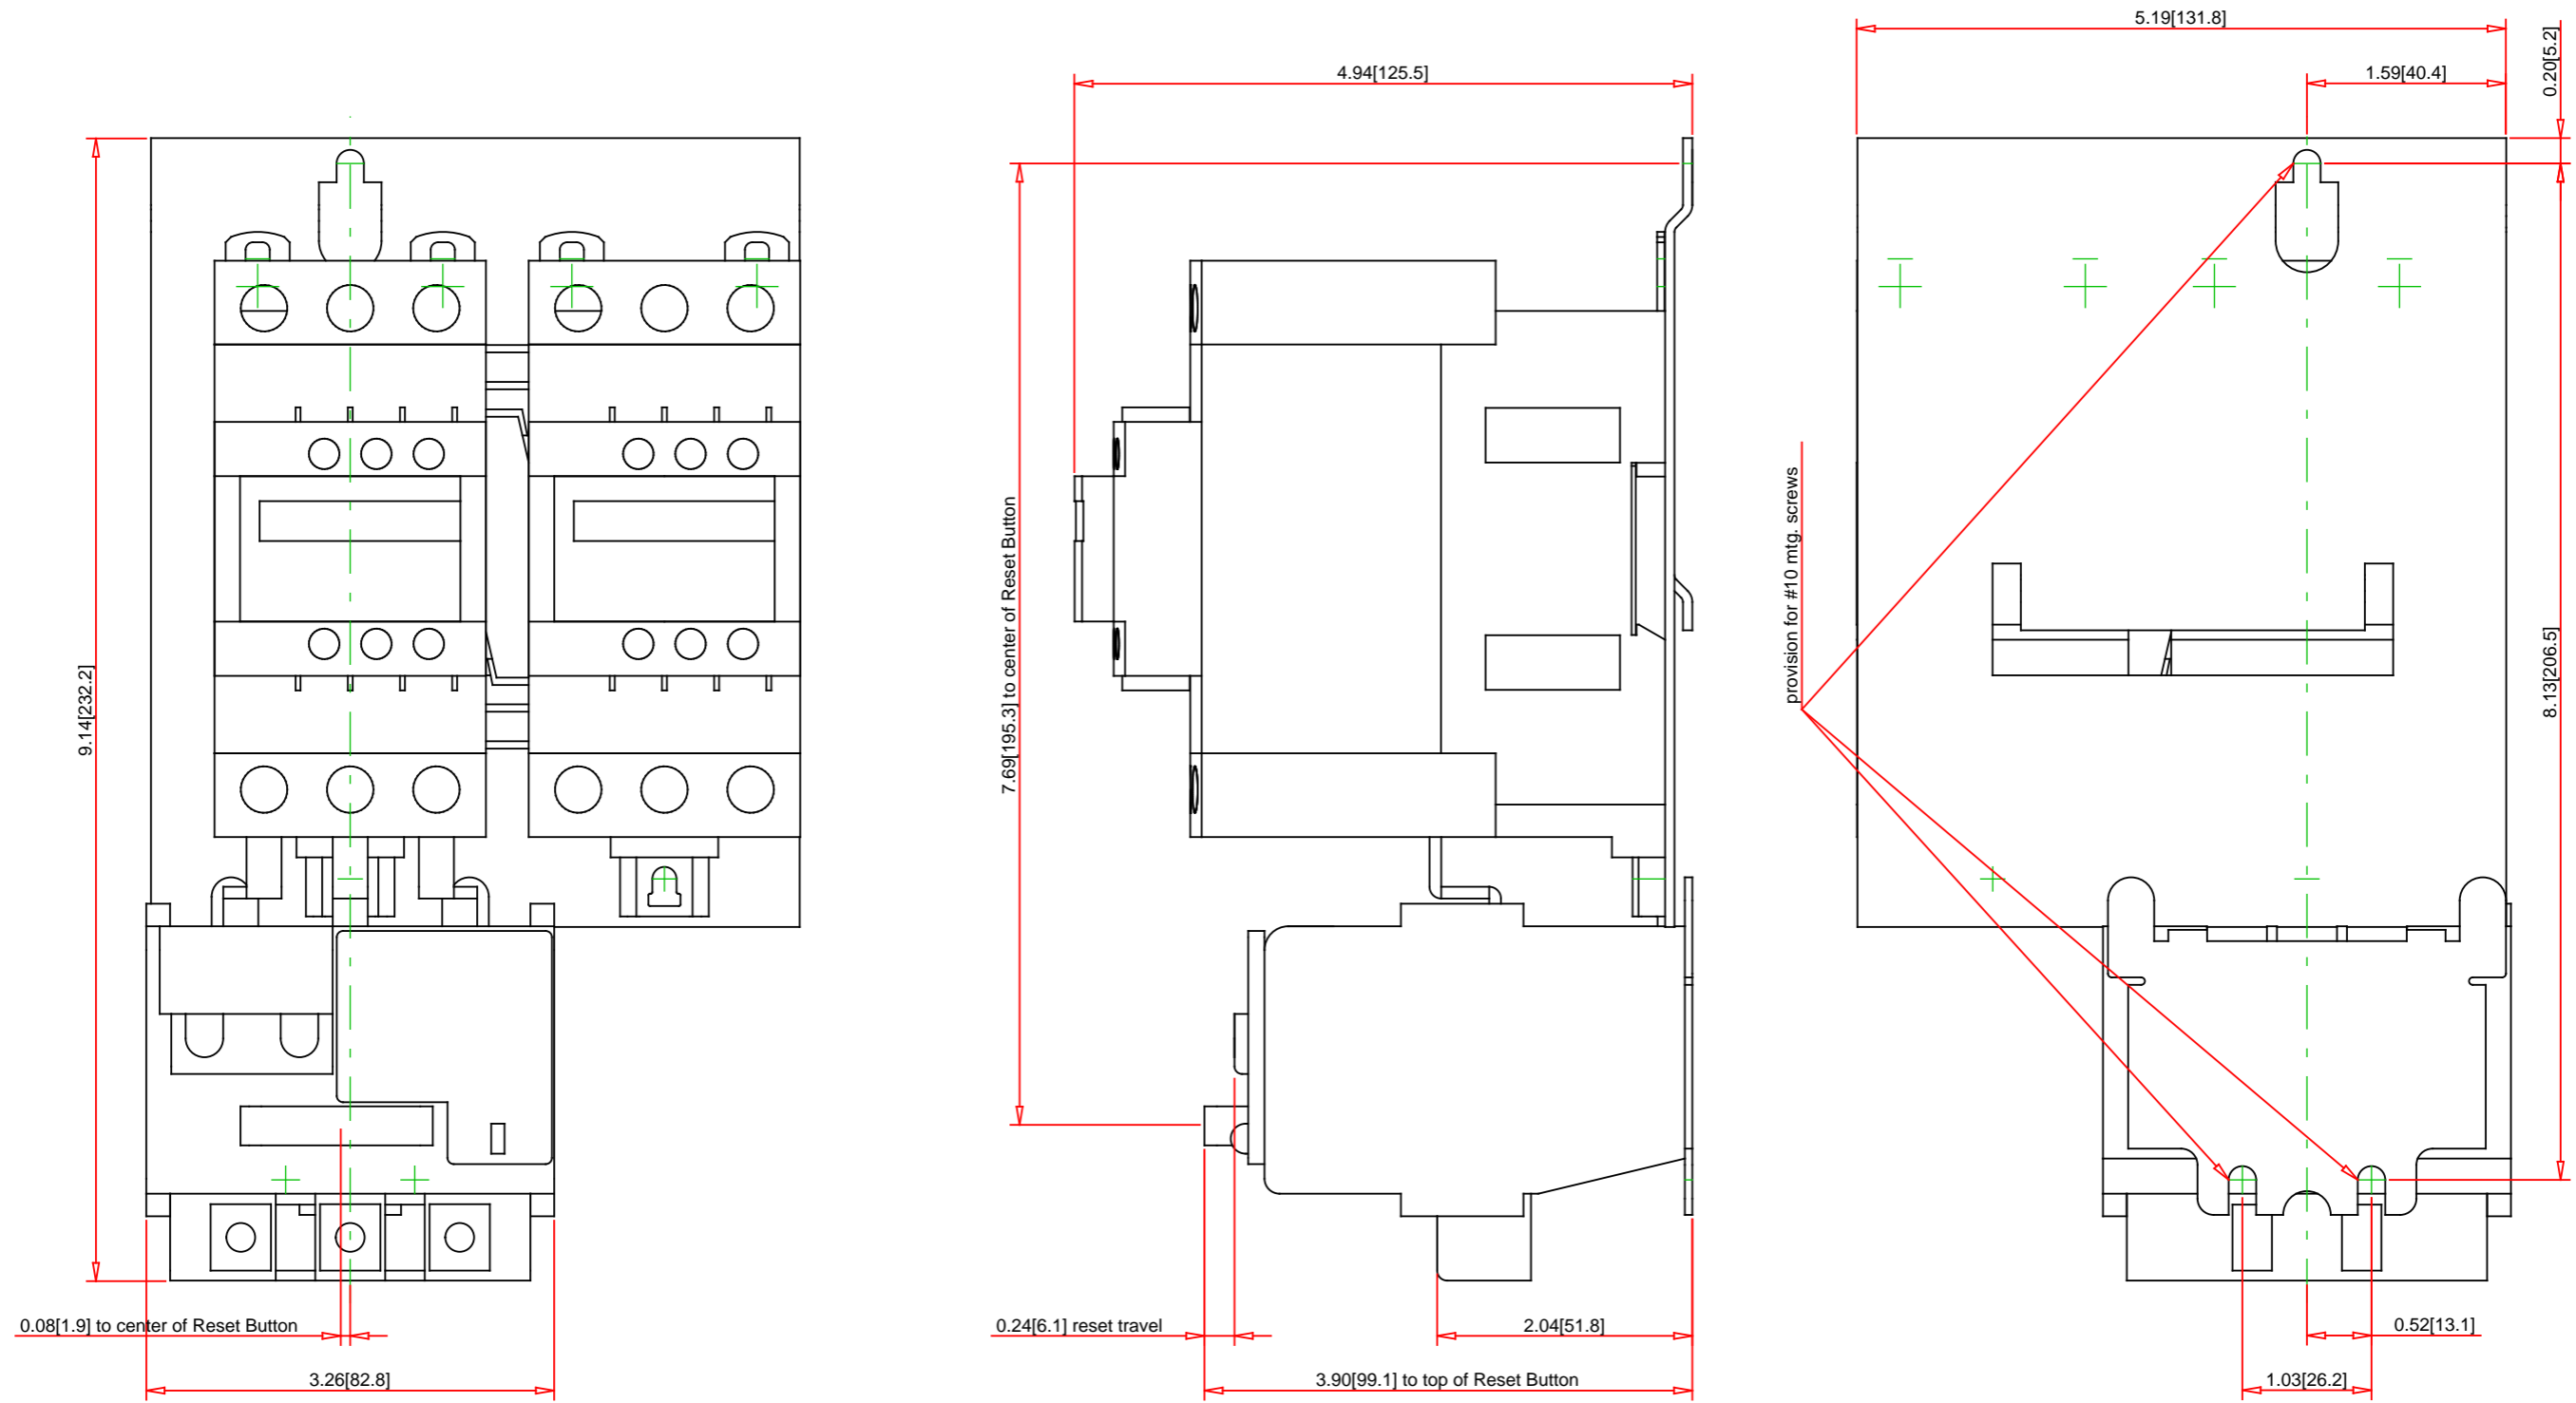 5.19[131.8]
0.20[5.2]
4.94[125.5]
1.59[40.4]
9.14[232.2]
7.69[195.3] to center of Reset Button
provision for #10 mtg. screws
8.13[206.5]
0.08[1.9] to center of Reset Button
0.24[6.1] reset travel
2.04[51.8]
0.52[13.1]
3.26[82.8]
3.90[99.1] to top of Reset Button
1.03[26.2]